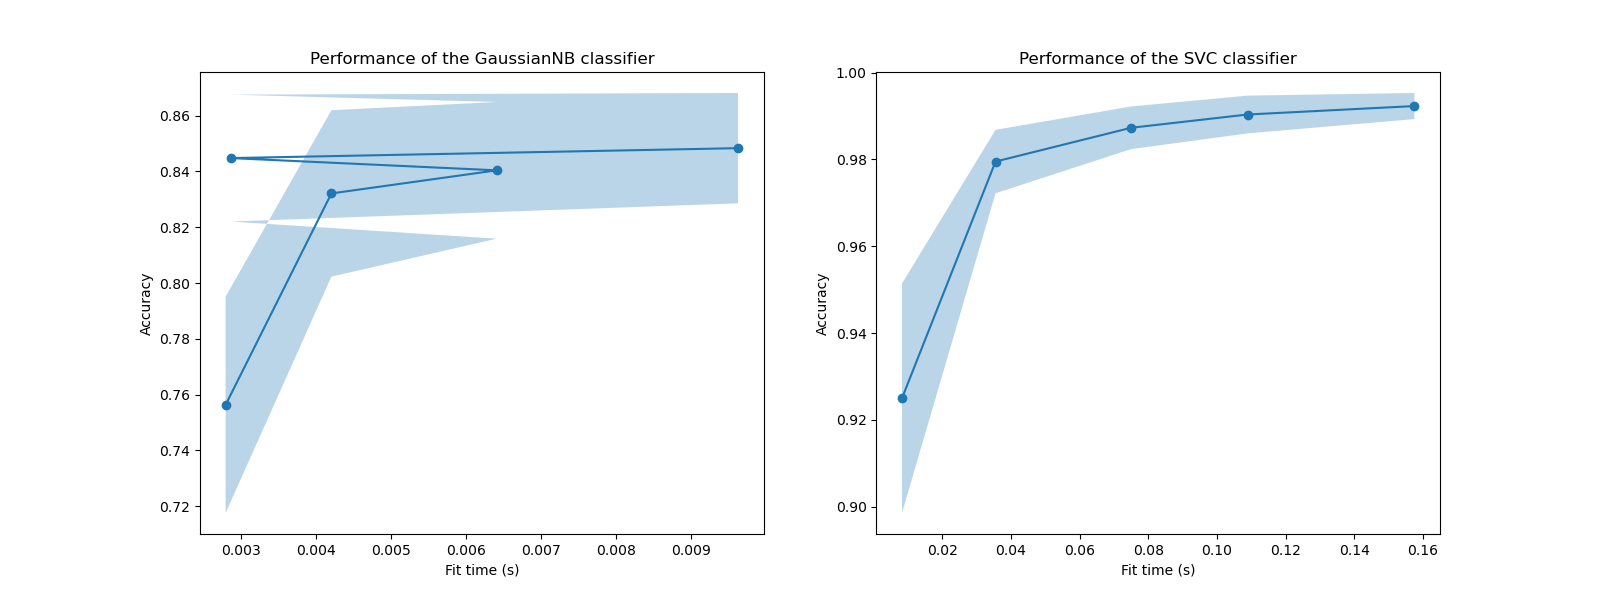 Performance of the GaussianNB classifier
Accuracy
0.86
0.84
0.82
0.80
0.78
0.76
0.74
0.72
0.003 0.004 0.005 0.006 0.007 0.008 0.009
Fit time (s)
Performance of the SVC classifier
Accuracy
1.00
0.98
0.96
0.94
0.92
0.90
0.02 0.04 0.06 0.08 0.10 0.12 0.14 0.16
Fit time (s)